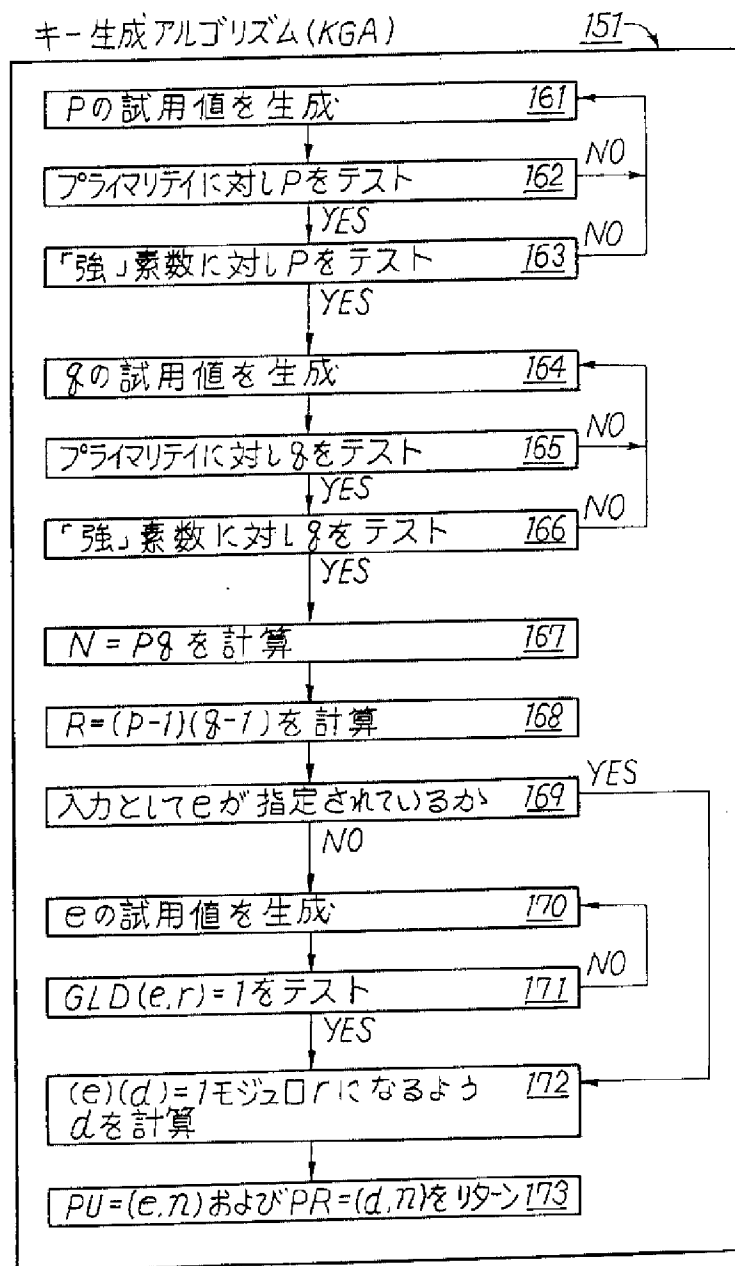 キー生成アルゴリズム(KGA) 151
Pの試用値を生成 161
プライマリティに対しPをテスト 162
NO
YES
「強」素数に対しPをテスト 163
NO
YES
qの試用値を生成 164
プライマリティに対しqをテスト 165
NO
YES
「強」素数に対しqをテスト 166
NO
YES
N=Pqを計算 167
R=(P-1)(q-1)を計算 168
入力としてeが指定されているか 169
YES
NO
eの試用値を生成 170
GLD(e,r)=1をテスト 171
NO
YES
(e)(d)=1モジュロrになるよう 172
dを計算
PU=(e,n)およびPR=(d,n)をリターン 173